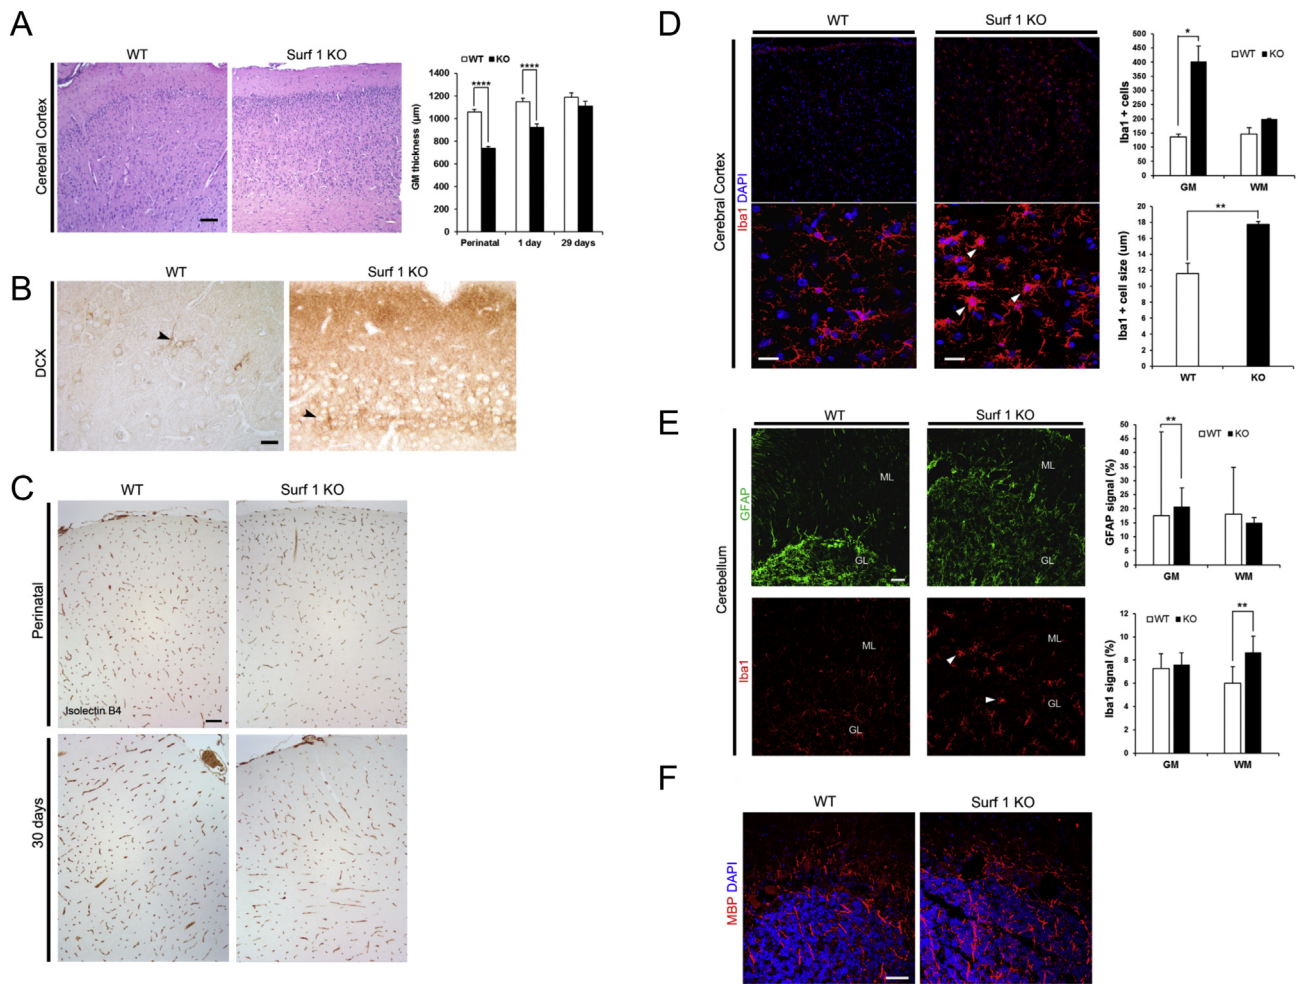 A
WT
Surf 1 KO
Cerebral Cortex
WT KO
GM thickness (µm)
1400
1200
1000
800
600
400
200
0
****
****
Perinatal
1 day
29 days
B
WT
Surf 1 KO
DCX
C
WT
Surf 1 KO
Perinatal
Isolectin B4
30 days
D
WT
Surf 1 KO
Cerebral Cortex
Iba1 DAPI
Iba1 + cells
500
450
400
350
300
250
200
150
100
50
0
*
WT KO
GM
WM
Iba1 + cell size (um)
20
18
16
14
12
10
8
6
4
2
0
**
WT
KO
E
WT
Surf 1 KO
Cerebellum
GFAP
ML
GL
ML
GL
GFAP signal (%)
50
45
40
35
30
25
20
15
10
5
0
**
WT KO
GM
WM
Iba1
ML
GL
ML
GL
Iba1 signal (%)
12
10
8
6
4
2
0
WT KO
**
GM
WM
F
WT
Surf 1 KO
MBP DAPI